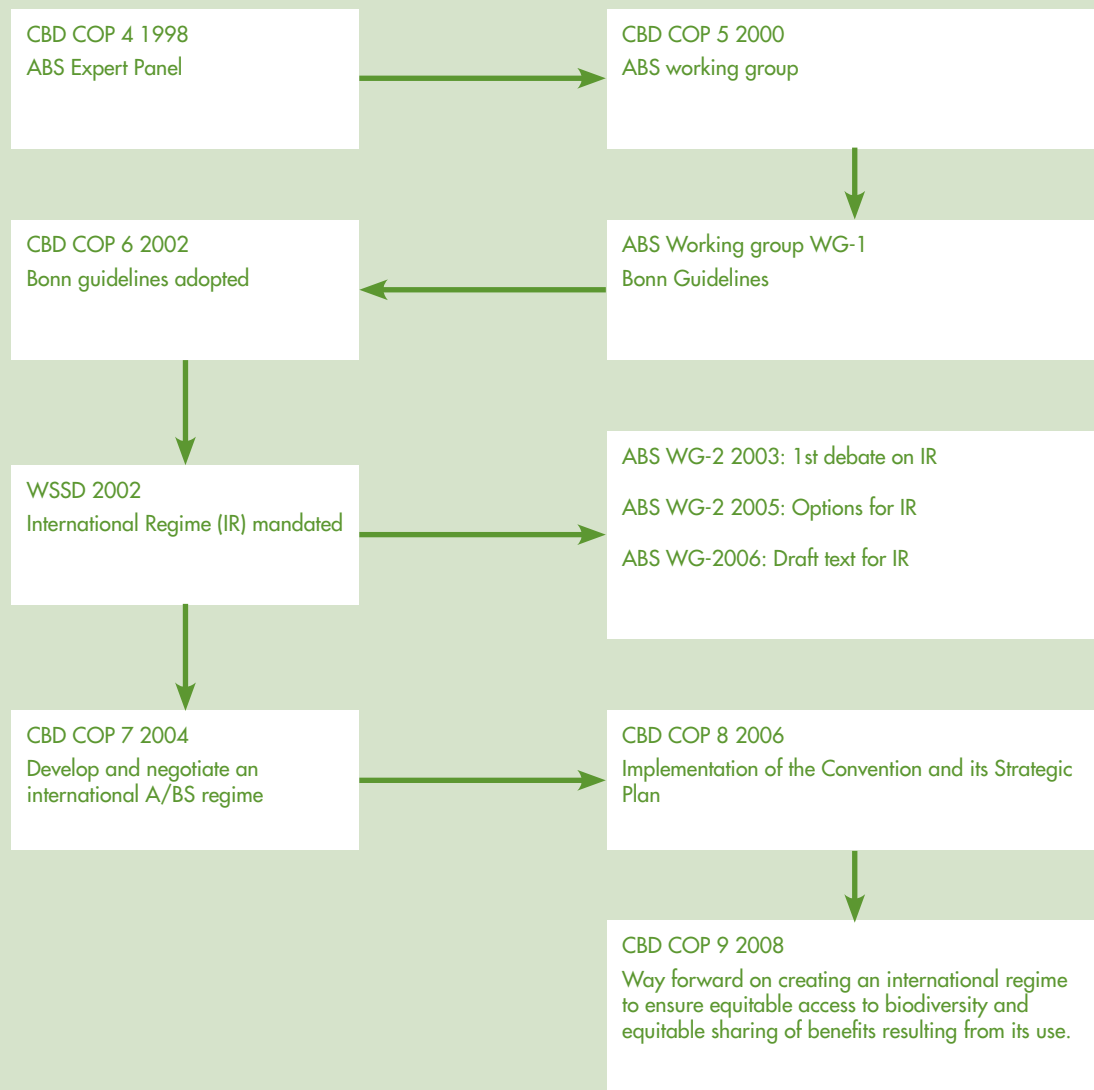 CBD COP 4 1998
ABS Expert Panel
CBD COP 5 2000
ABS working group
ABS Working group WG-1
Bonn Guidelines
CBD COP 6 2002
Bonn guidelines adopted
WSSD 2002
International Regime (IR) mandated
ABS WG-2 2003: 1st debate on IR
ABS WG-2 2005: Options for IR
ABS WG-2006: Draft text for IR
CBD COP 7 2004
Develop and negotiate an
international A/BS regime
CBD COP 8 2006
Implementation of the Convention and its Strategic
Plan
CBD COP 9 2008
Way forward on creating an international regime
to ensure equitable access to biodiversity and
equitable sharing of benefits resulting from its use.